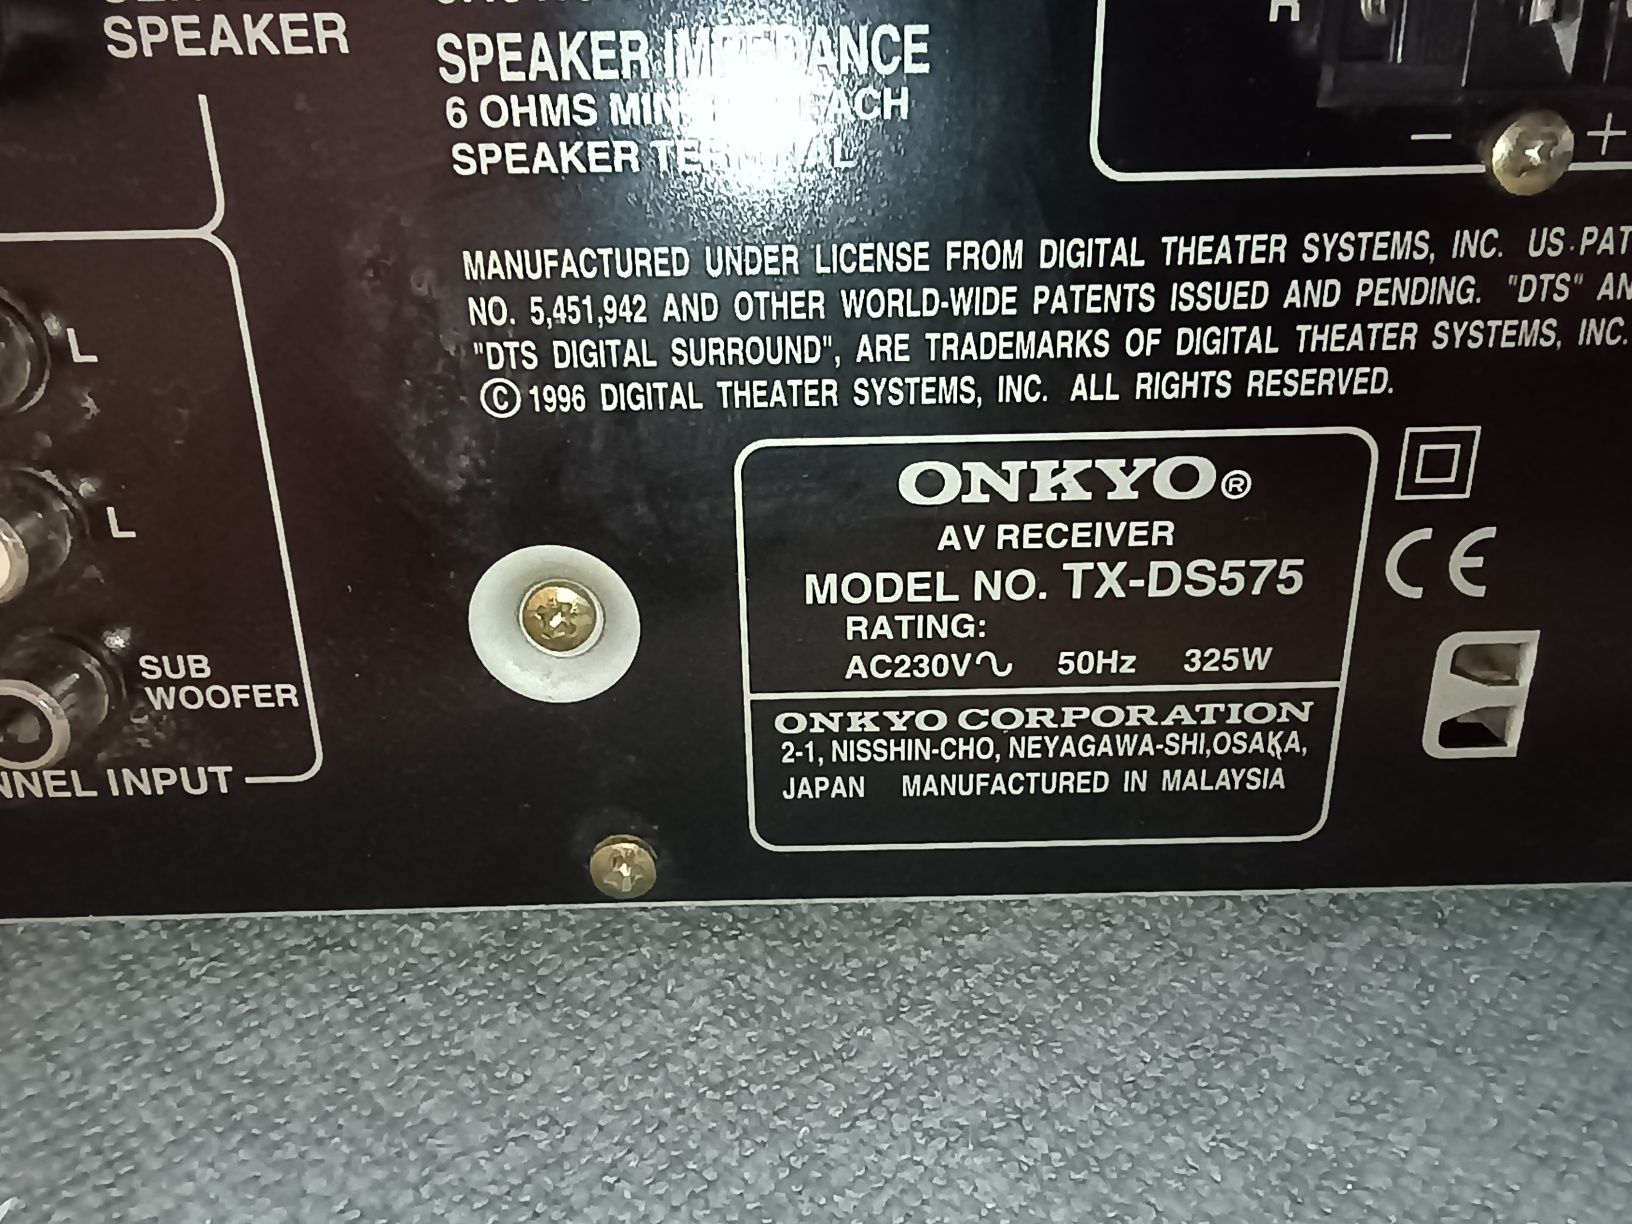 SPEAKER
SPEAKER IMPEDANCE
6 OHMS MIN. EACH
SPEAKER TERMINAL
R
- +
MANUFACTURED UNDER LICENSE FROM DIGITAL THEATER SYSTEMS, INC. US PAT
NO. 5,451,942 AND OTHER WORLD-WIDE PATENTS ISSUED AND PENDING. "DTS" AN
"DTS DIGITAL SURROUND", ARE TRADEMARKS OF DIGITAL THEATER SYSTEMS, INC.
© 1996 DIGITAL THEATER SYSTEMS, INC. ALL RIGHTS RESERVED.
L
L
SUB
WOOFER
NNEL INPUT
ONKYO®
AV RECEIVER
MODEL NO. TX-DS575
RATING:
AC230V∿ 50Hz 325W
ONKYO CORPORATION
2-1, NISSHIN-CHO, NEYAGAWA-SHI,OSAKA,
JAPAN MANUFACTURED IN MALAYSIA
CE